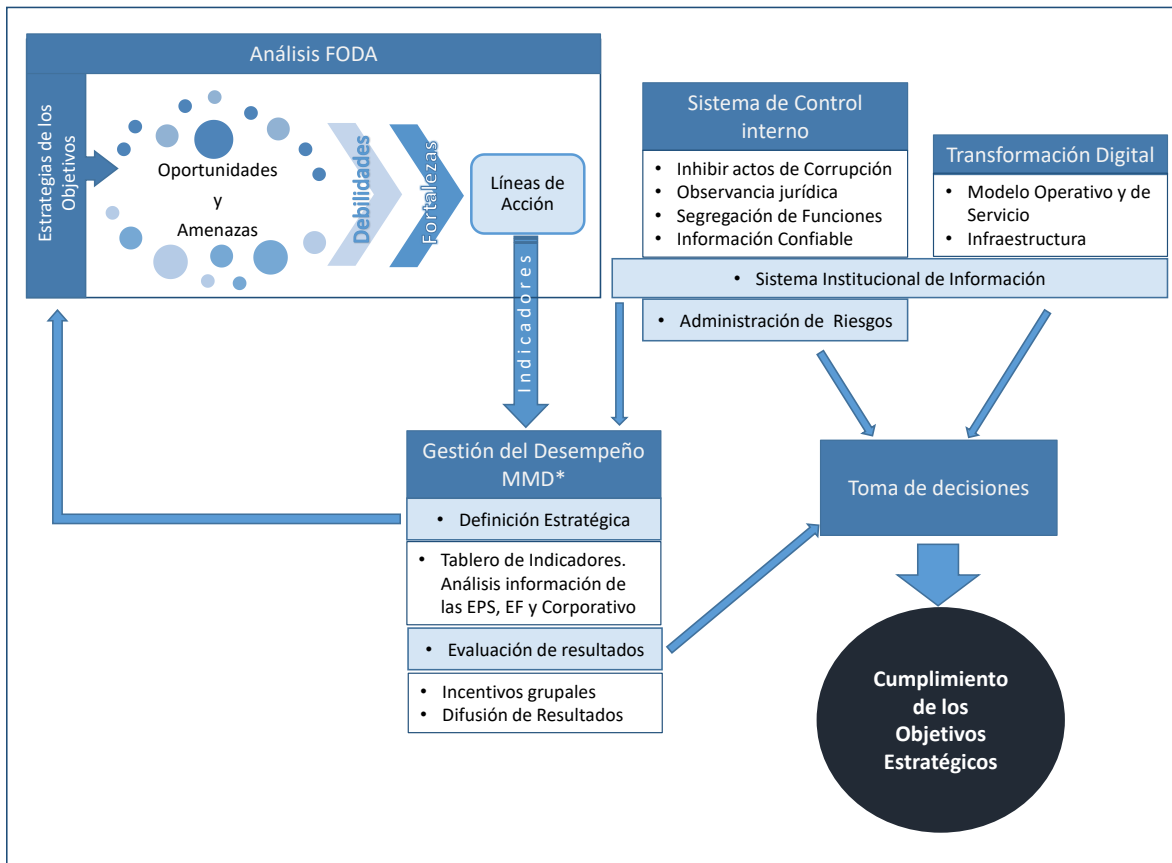 Análisis FODA
Estrategias de los
Objetivos
Oportunidades
y
Amenazas
Debilidades
Fortalezas
Líneas de
Acción
Indicadores
Sistema de Control
interno
• Inhibir actos de Corrupción
• Observancia jurídica
• Segregación de Funciones
• Información Confiable
Transformación Digital
• Modelo Operativo y de
Servicio
• Infraestructura
• Sistema Institucional de Información
• Administración de Riesgos
Gestión del Desempeño
MMD*
• Definición Estratégica
• Tablero de Indicadores.
Análisis información de
las EPS, EF y Corporativo
• Evaluación de resultados
• Incentivos grupales
• Difusión de Resultados
Toma de decisiones
Cumplimiento
de los
Objetivos
Estratégicos